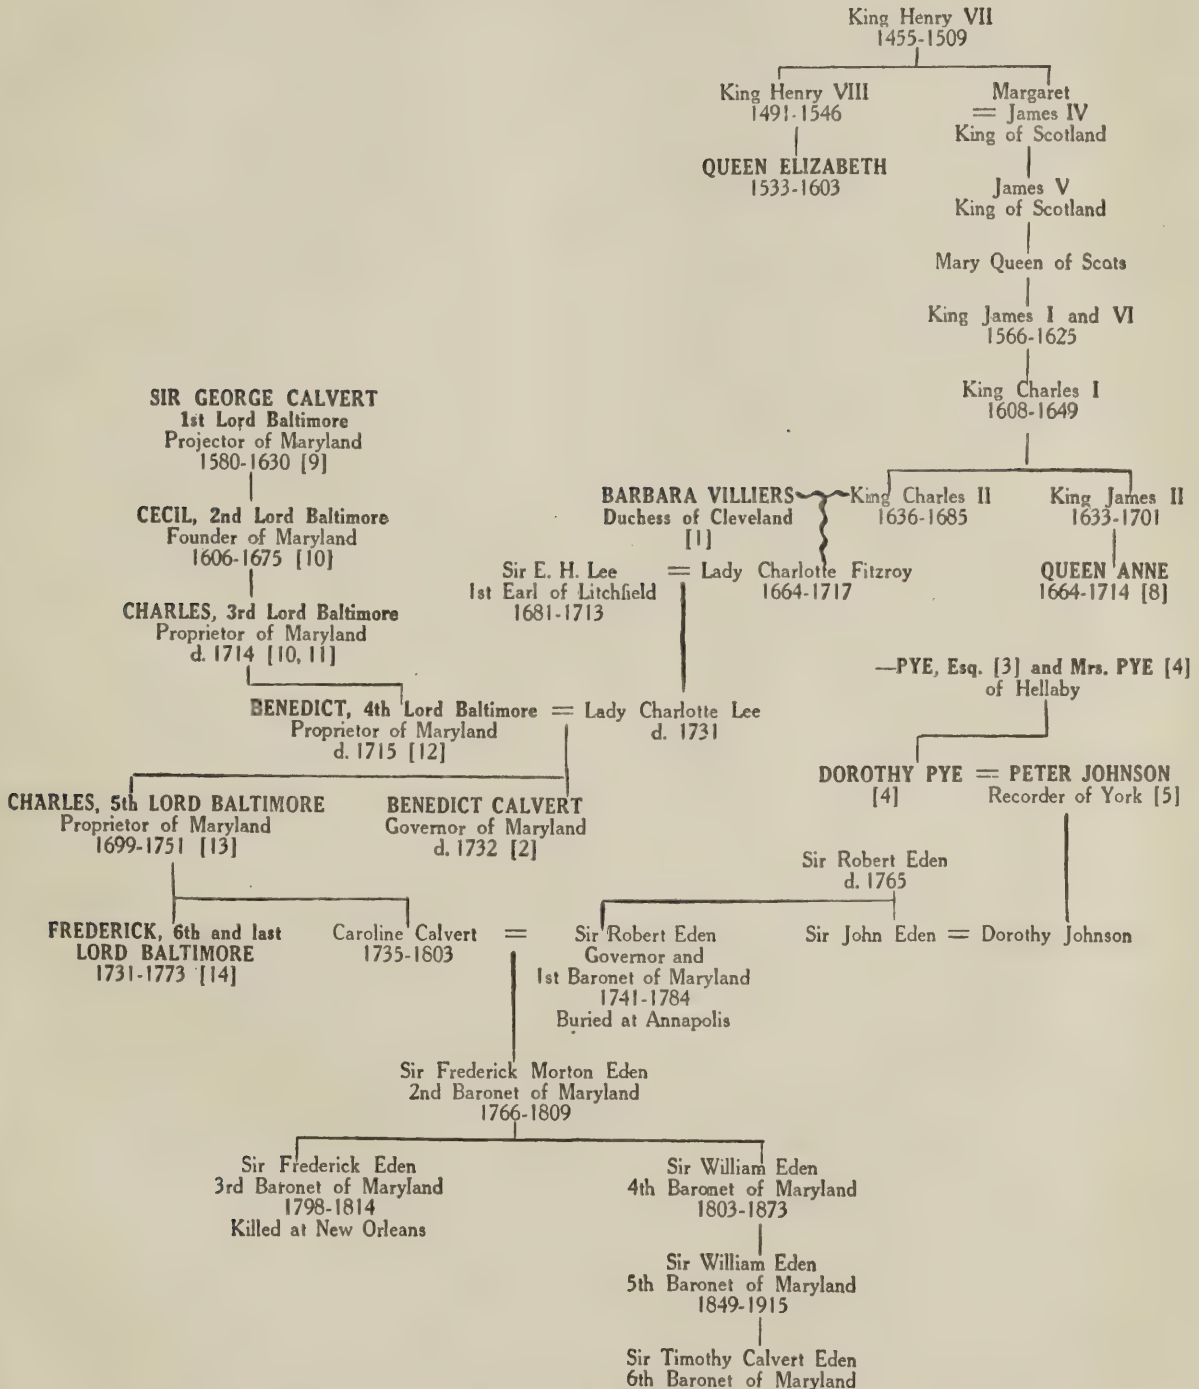 King Henry VII
1455-1509
King Henry VIII
1491-1546
Margaret
= James IV
King of Scotland
QUEEN ELIZABETH
1533-1603
James V
King of Scotland
Mary Queen of Scots
King James I and VI
1566-1625
King Charles I
1608-1649
SIR GEORGE CALVERT
1st Lord Baltimore
Projector of Maryland
1580-1630 [9]
BARBARA VILLIERS
Duchess of Cleveland
[1]
King Charles II
1636-1685
King James II
1633-1701
CECIL, 2nd Lord Baltimore
Founder of Maryland
1606-1675 [10]
Sir E. H. Lee
1st Earl of Litchfield
1681-1713
= Lady Charlotte Fitzroy
1664-1717
QUEEN ANNE
1664-1714 [8]
CHARLES, 3rd Lord Baltimore
Proprietor of Maryland
d. 1714 [10, 11]
—PYE, Esq. [3] and Mrs. PYE [4]
of Hellaby
BENEDICT, 4th Lord Baltimore = Lady Charlotte Lee
Proprietor of Maryland
d. 1715 [12]
d. 1731
DOROTHY PYE = PETER JOHNSON
[4]
Recorder of York [5]
CHARLES, 5th LORD BALTIMORE
Proprietor of Maryland
1699-1751 [13]
BENEDICT CALVERT
Governor of Maryland
d. 1732 [2]
Sir Robert Eden
d. 1765
FREDERICK, 6th and last
LORD BALTIMORE
1731-1773 [14]
Caroline Calvert =
1735-1803
Sir Robert Eden
Governor and
1st Baronet of Maryland
1741-1784
Buried at Annapolis
Sir John Eden = Dorothy Johnson
Sir Frederick Morton Eden
2nd Baronet of Maryland
1766-1809
Sir Frederick Eden
3rd Baronet of Maryland
1798-1814
Killed at New Orleans
Sir William Eden
4th Baronet of Maryland
1803-1873
Sir William Eden
5th Baronet of Maryland
1849-1915
Sir Timothy Calvert Eden
6th Baronet of Maryland